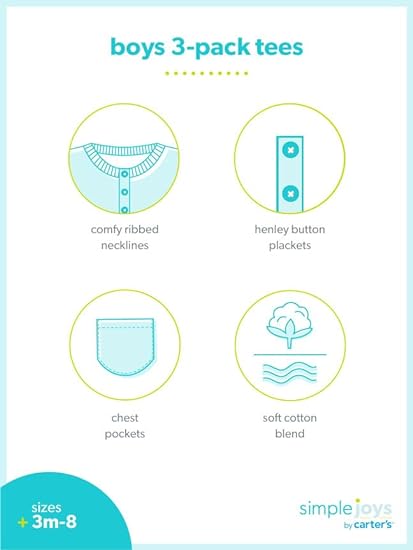 boys 3-pack tees
comfy ribbed
necklines
henley button
plackets
chest
pockets
soft cotton
blend
sizes
+ 3m-8
simple joys
by carter's®